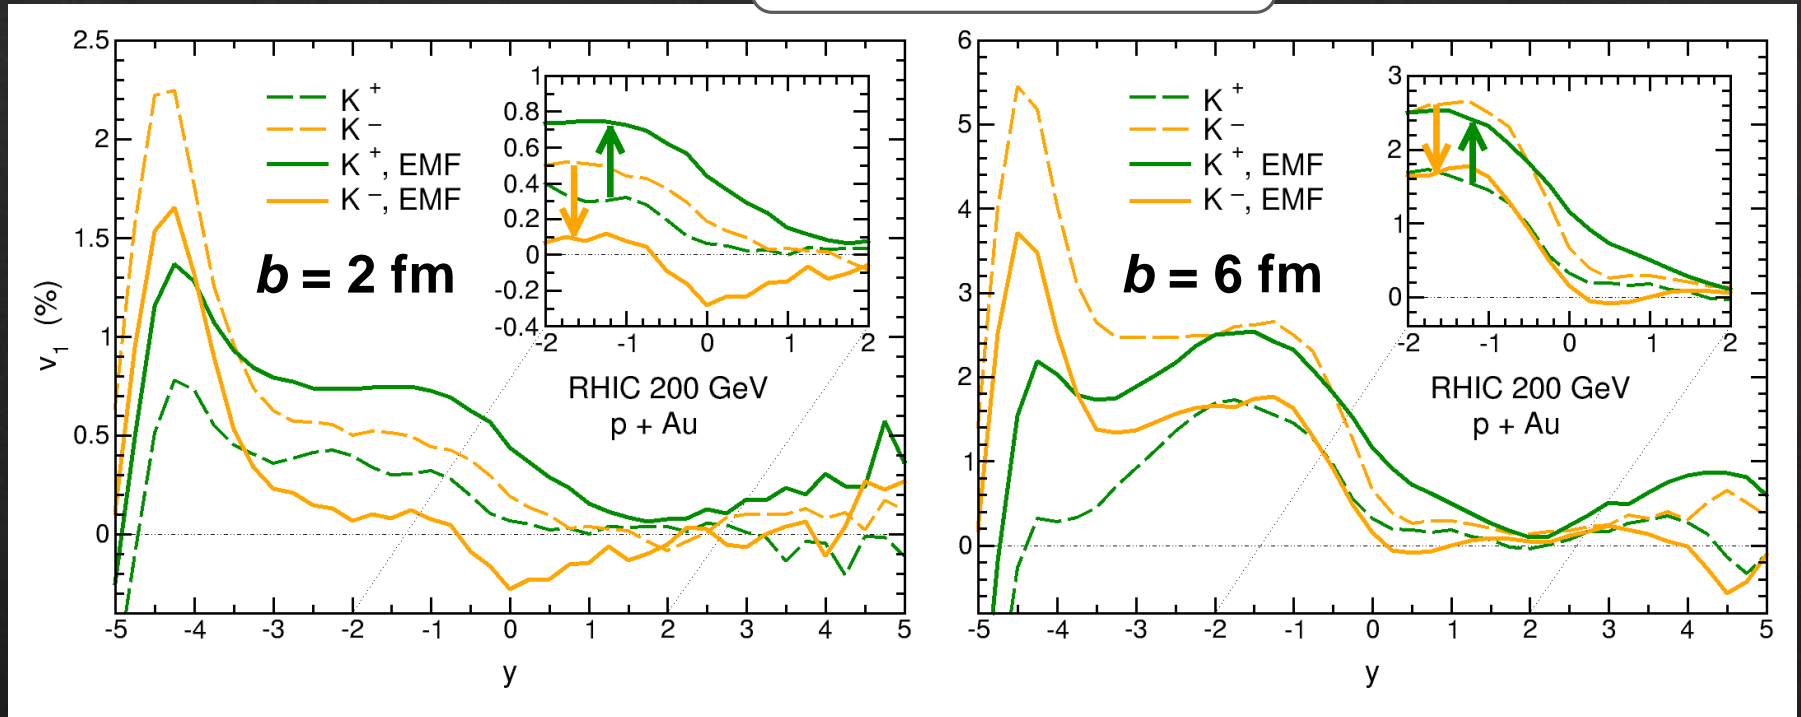 2.5
2
1.5
1
0.5
0
v1 (%)
K+
K−
K+, EMF
K−, EMF
b = 2 fm
1
0.8
0.6
0.4
0.2
0
-0.2
-0.4
-2 -1 0 1 2
RHIC 200 GeV
p + Au
-5 -4 -3 -2 -1 0 1 2 3 4 5
y
6
5
4
3
2
1
0
K+
K−
K+, EMF
K−, EMF
b = 6 fm
3
2
1
0
-2 -1 0 1 2
RHIC 200 GeV
p + Au
-5 -4 -3 -2 -1 0 1 2 3 4 5
y